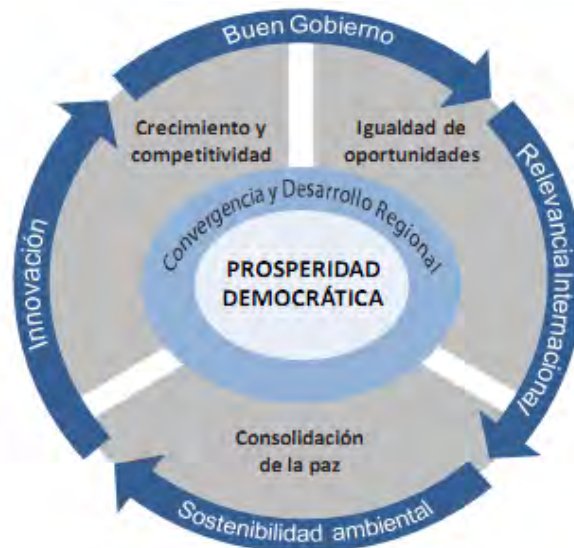 Buen Gobierno
Crecimiento y
competitividad
Igualdad de
oportunidades
Relevancia Internacional
Innovación
Convergencia y Desarrollo Regional
PROSPERIDAD
DEMOCRÁTICA
Consolidación
de la paz
Sostenibilidad ambiental